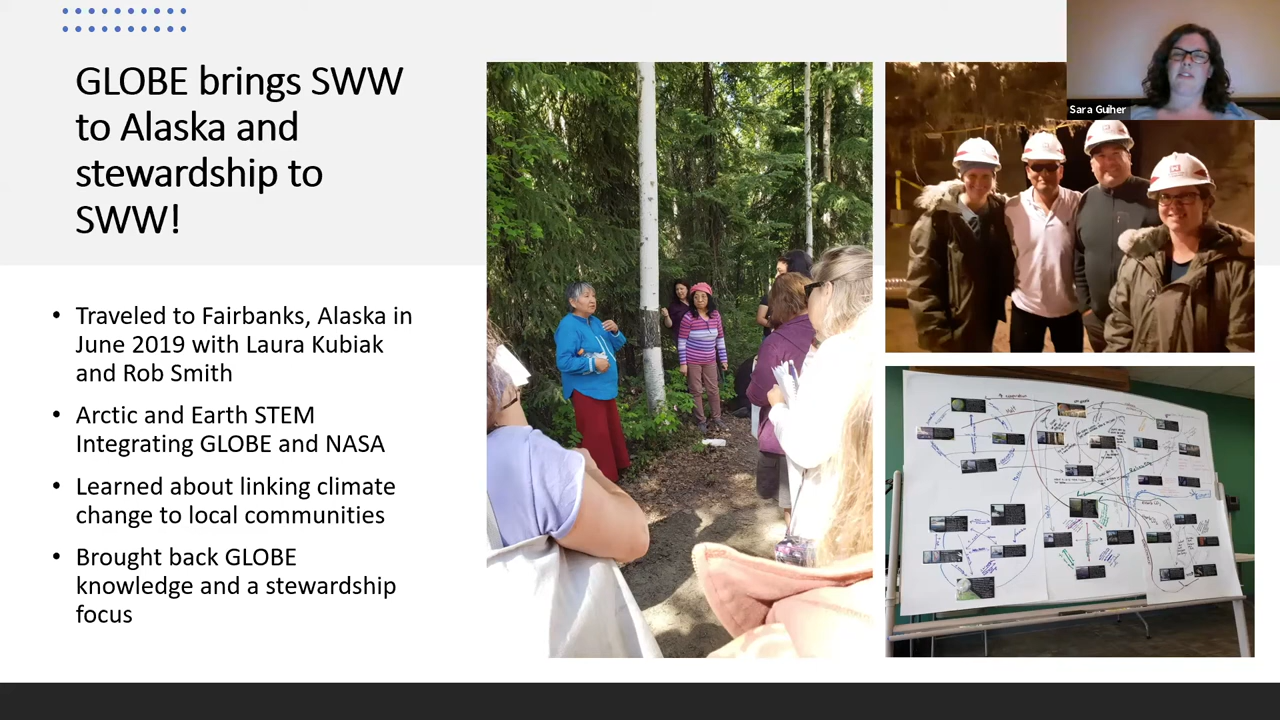 GLOBE brings SWW
to Alaska and
stewardship to
SWW!
Traveled to Fairbanks, Alaska in
June 2019 with Laura Kubiak
and Rob Smith
Arctic and Earth STEM
Integrating GLOBE and NASA
Learned about linking climate
change to local communities
Brought back GLOBE
knowledge and a stewardship
focus
Sara Guiher